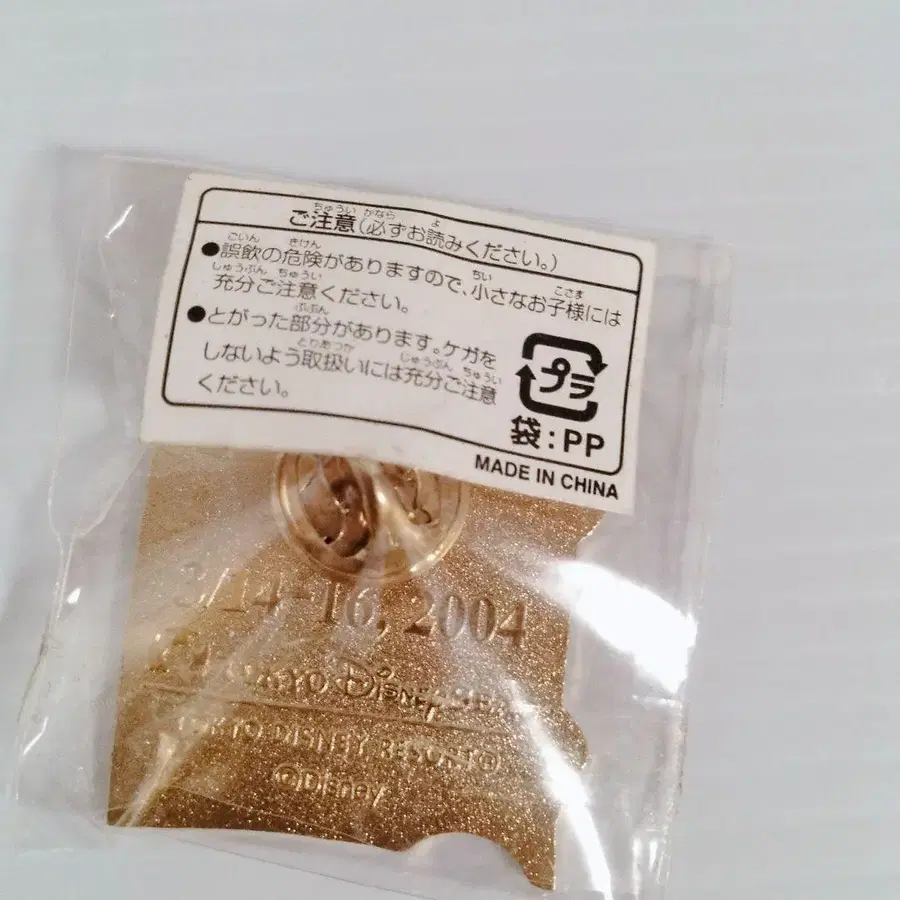 ご注意(必ずお読みください。)
●誤飲の危険がありますので、小さなお子様には
充分ご注意ください。
●とがった部分があります。ケガを
しないよう取扱いには充分ご注意
ください。
プラ
袋:PP
MADE IN CHINA
3/14-16, 2004
TOKYO DISNEY
TOKYO DISNEY RESORT®
©Disney